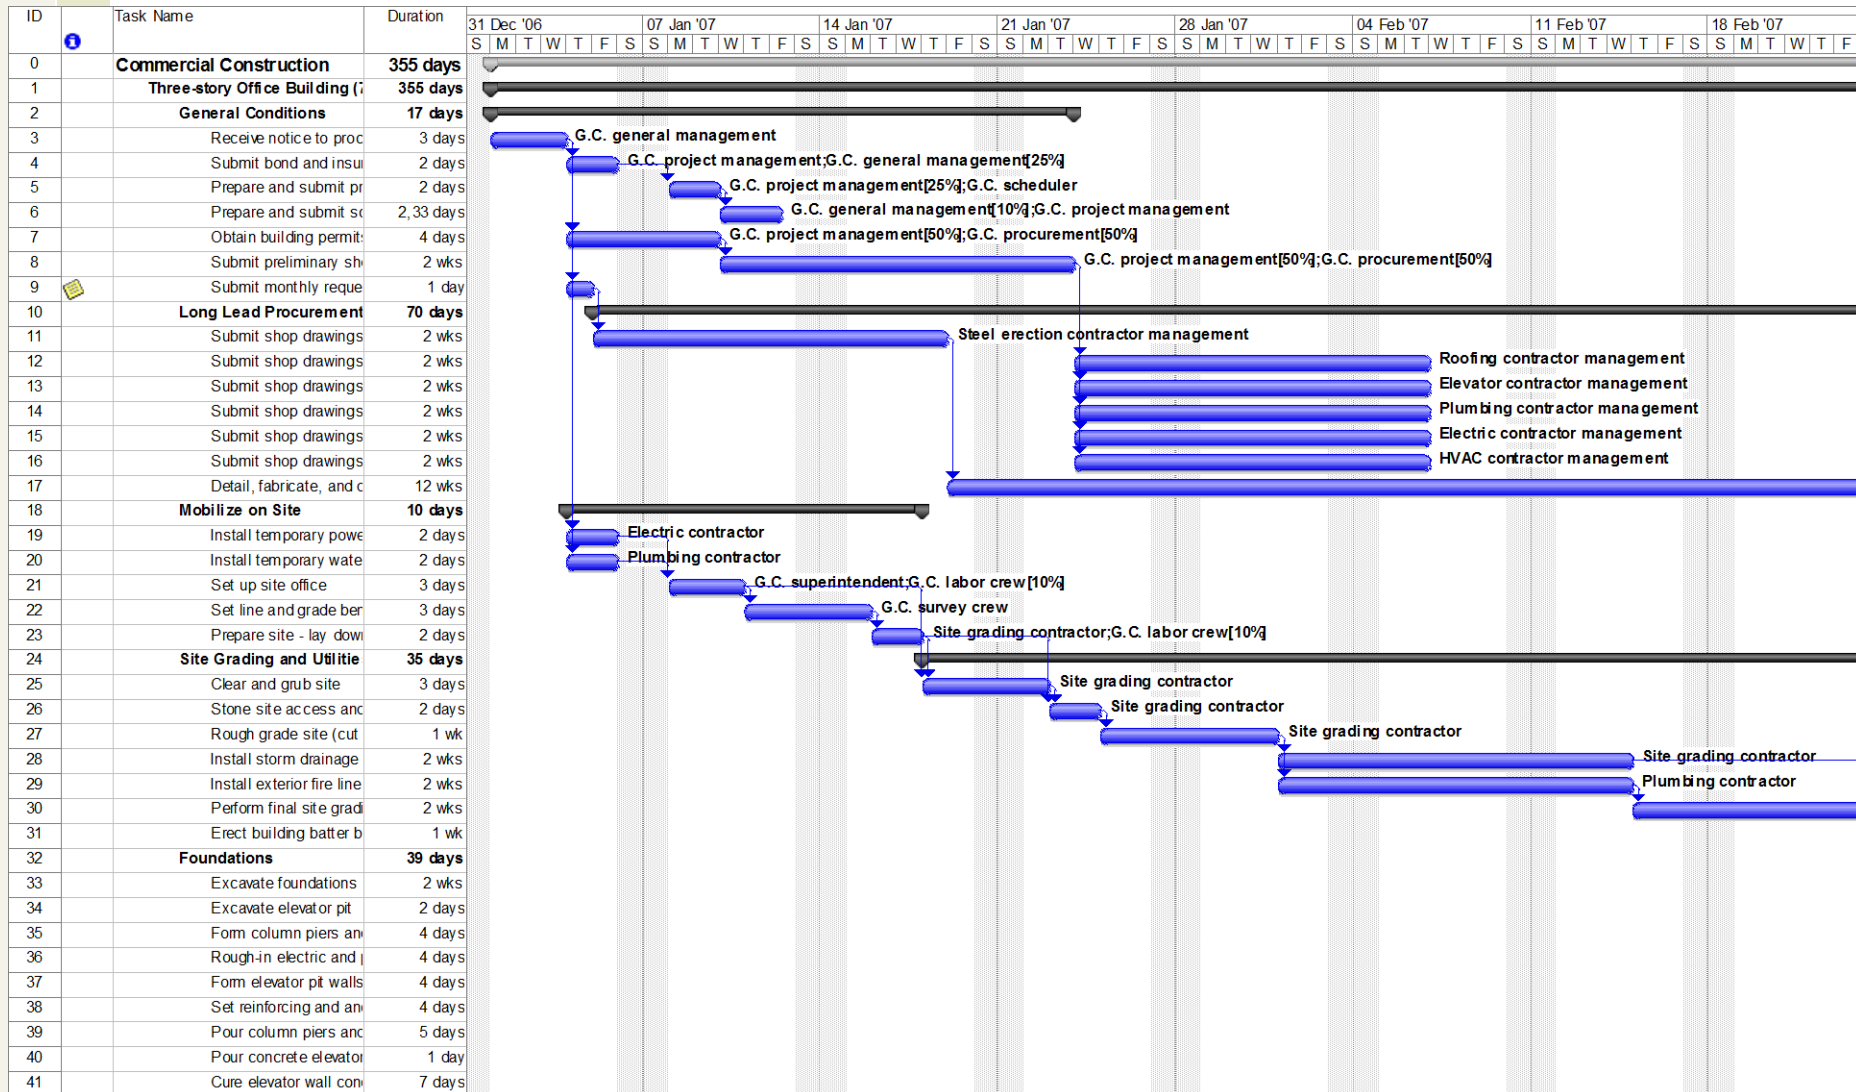 ID Task Name Duration 31 Dec '06 07 Jan '07 14 Jan '07 21 Jan '07 28 Jan '07 04 Feb '07 11 Feb '07 18 Feb '07
S M T W T F S S M T W T F S S M T W T F S S M T W T F S S M T W T F S S M T W T F S S M T W T F S S M T W T F
0 Commercial Construction 355 days
1 Three-story Office Building (7 355 days
2 General Conditions 17 days
3 Receive notice to proc 3 days G.C. general management
4 Submit bond and insur 2 days G.C. project management;G.C. general management[25%]
5 Prepare and submit pr 2 days G.C. project management[25%];G.C. scheduler
6 Prepare and submit sc 2,33 days G.C. general management[10%];G.C. project management
7 Obtain building permits 4 days G.C. project management[50%];G.C. procurement[50%]
8 Submit preliminary sh 2 wks G.C. project management[50%];G.C. procurement[50%]
9 Submit monthly reque 1 day
10 Long Lead Procurement 70 days
11 Submit shop drawings 2 wks Steel erection contractor management
12 Submit shop drawings 2 wks Roofing contractor management
13 Submit shop drawings 2 wks Elevator contractor management
14 Submit shop drawings 2 wks Plumbing contractor management
15 Submit shop drawings 2 wks Electric contractor management
16 Submit shop drawings 2 wks HVAC contractor management
17 Detail, fabricate, and d 12 wks
18 Mobilize on Site 10 days
19 Install temporary powe 2 days Electric contractor
20 Install temporary wate 2 days Plumbing contractor
21 Set up site office 3 days G.C. superintendent;G.C. labor crew[10%]
22 Set line and grade ben 3 days G.C. survey crew
23 Prepare site - lay down 2 days Site grading contractor;G.C. labor crew[10%]
24 Site Grading and Utilitie 35 days
25 Clear and grub site 3 days Site grading contractor
26 Stone site access and 2 days Site grading contractor
27 Rough grade site (cut 1 wk Site grading contractor
28 Install storm drainage 2 wks Site grading contractor
29 Install exterior fire line 2 wks Plumbing contractor
30 Perform final site gradi 2 wks
31 Erect building batter b 1 wk
32 Foundations 39 days
33 Excavate foundations 2 wks
34 Excavate elevator pit 2 days
35 Form column piers and 4 days
36 Rough-in electric and p 4 days
37 Form elevator pit walls 4 days
38 Set reinforcing and an 4 days
39 Pour column piers and 5 days
40 Pour concrete elevator 1 day
41 Cure elevator wall con 7 days